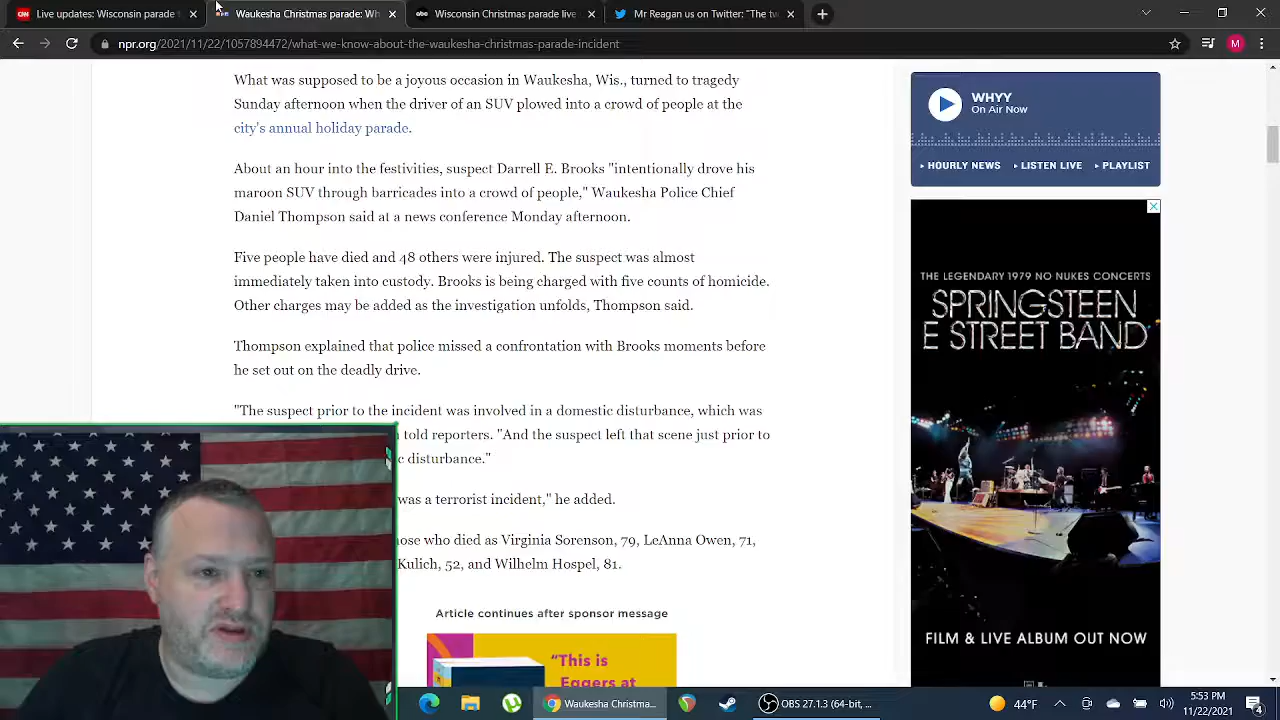 Live updates: Wisconsin parade
Waukesha Christmas parade: Wh
Wisconsin Christmas parade live
Mr Reagan us on Twitter: "The tw
npr.org/2021/11/22/1057894472/what-we-know-about-the-waukesha-christmas-parade-incident
M
What was supposed to be a joyous occasion in Waukesha, Wis., turned to tragedy
Sunday afternoon when the driver of an SUV plowed into a crowd of people at the
city's annual holiday parade.
About an hour into the festivities, suspect Darrell E. Brooks "intentionally drove his
maroon SUV through barricades into a crowd of people," Waukesha Police Chief
Daniel Thompson said at a news conference Monday afternoon.
Five people have died and 48 others were injured. The suspect was almost
immediately taken into custody. Brooks is being charged with five counts of homicide.
Other charges may be added as the investigation unfolds, Thompson said.
Thompson explained that police missed a confrontation with Brooks moments before
he set out on the deadly drive.
"The suspect prior to the incident was involved in a domestic disturbance, which was
told reporters. "And the suspect left that scene just prior to
c disturbance."
was a terrorist incident," he added.
ose who died as Virginia Sorenson, 79, LeAnna Owen, 71,
Kulich, 52, and Wilhelm Hospel, 81.
Article continues after sponsor message
"This is
Eggers at
WHYY
On Air Now
HOURLY NEWS
LISTEN LIVE
PLAYLIST
THE LEGENDARY 1979 NO NUKES CONCERTS
SPRINGSTEEN
E STREET BAND
FILM & LIVE ALBUM OUT NOW
Waukesha Christma...
OBS 27.1.3 (64-bit, ...
44°F
5:53 PM
11/22/2021